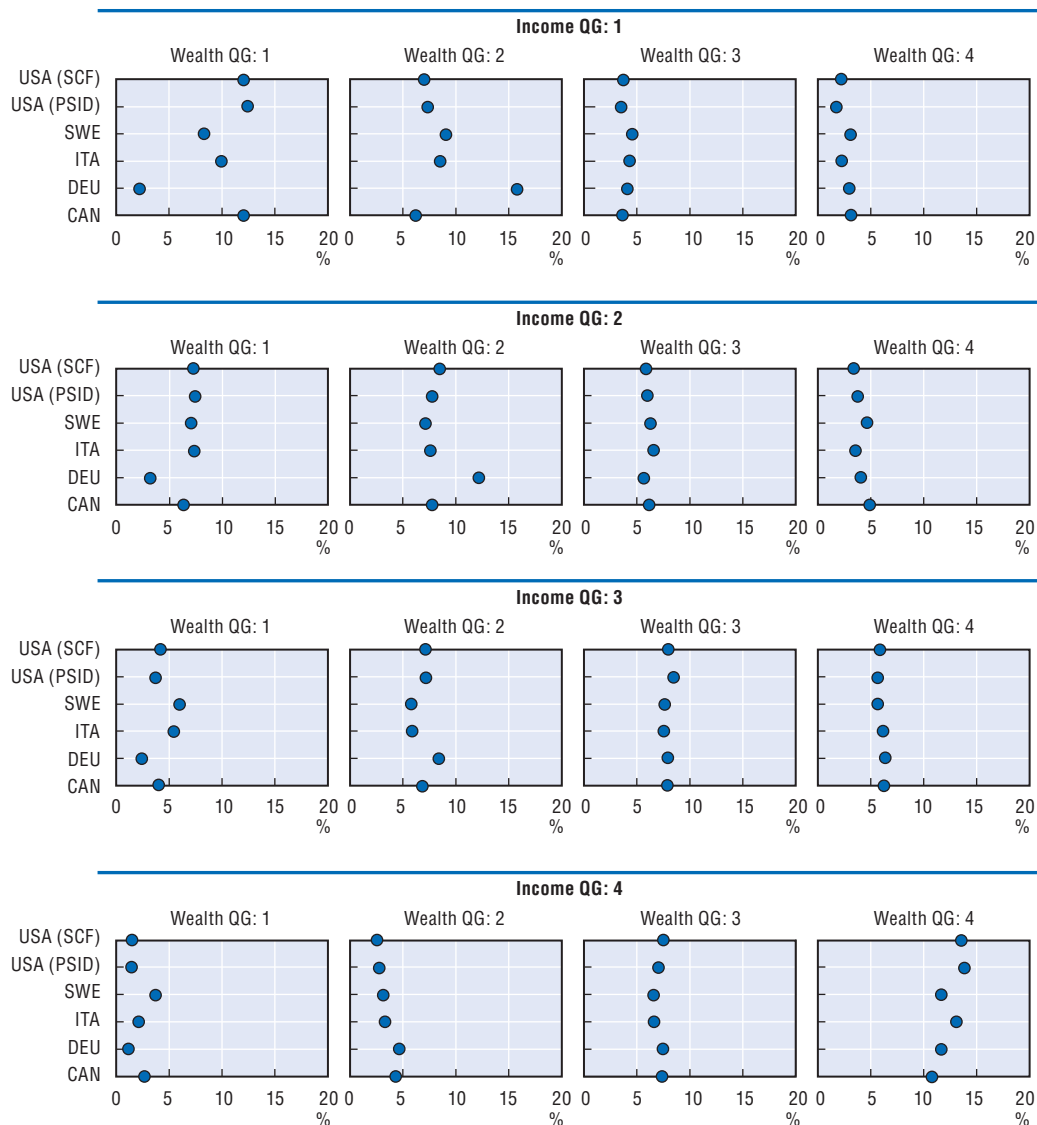 Income QG: 1
Wealth QG: 1 Wealth QG: 2 Wealth QG: 3 Wealth QG: 4
USA (SCF)
USA (PSID)
SWE
ITA
DEU
CAN
0 5 10 15 20 0 5 10 15 20 0 5 10 15 20 0 5 10 15 20
% % % %
Income QG: 2
Wealth QG: 1 Wealth QG: 2 Wealth QG: 3 Wealth QG: 4
USA (SCF)
USA (PSID)
SWE
ITA
DEU
CAN
0 5 10 15 20 0 5 10 15 20 0 5 10 15 20 0 5 10 15 20
% % % %
Income QG: 3
Wealth QG: 1 Wealth QG: 2 Wealth QG: 3 Wealth QG: 4
USA (SCF)
USA (PSID)
SWE
ITA
DEU
CAN
0 5 10 15 20 0 5 10 15 20 0 5 10 15 20 0 5 10 15 20
% % % %
Income QG: 4
Wealth QG: 1 Wealth QG: 2 Wealth QG: 3 Wealth QG: 4
USA (SCF)
USA (PSID)
SWE
ITA
DEU
CAN
0 5 10 15 20 0 5 10 15 20 0 5 10 15 20 0 5 10 15 20
% % % %